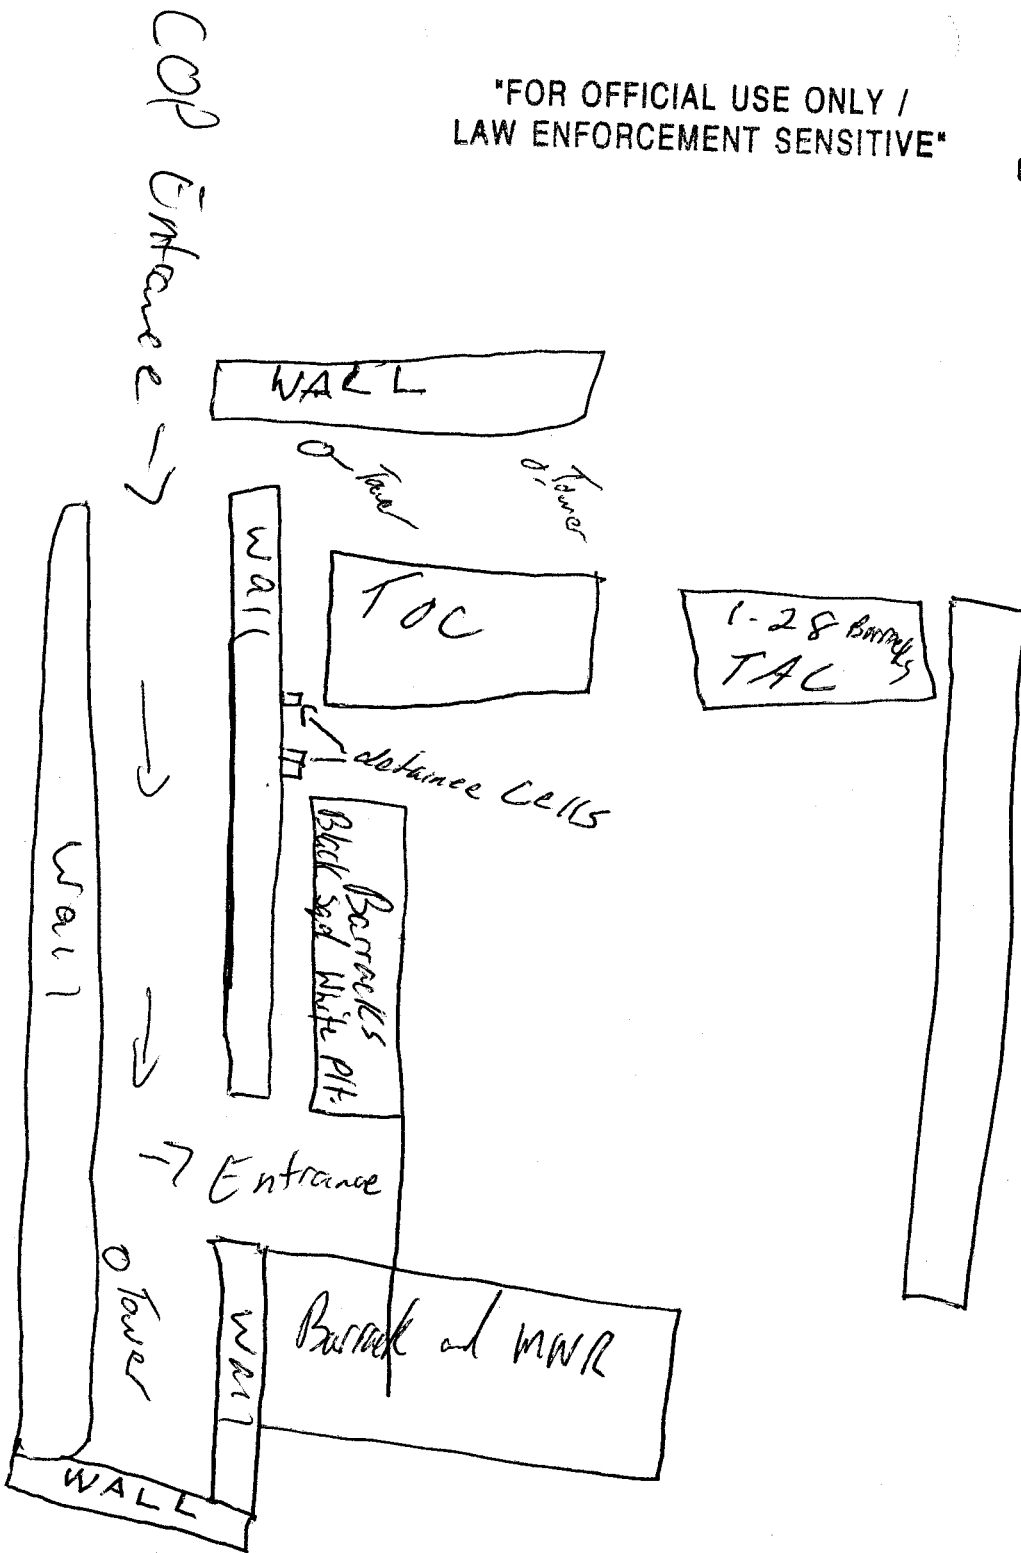 "FOR OFFICIAL USE ONLY /
LAW ENFORCEMENT SENSITIVE"
COP Entrance →
WALL
Tower
Tower
Wall
TOC
1-28 Barracks
TAC
detainee Cells
Wall
Barracks
Black Sqd White Plt.
→ Entrance
Tower
Wall
Barrack and MWR
WALL